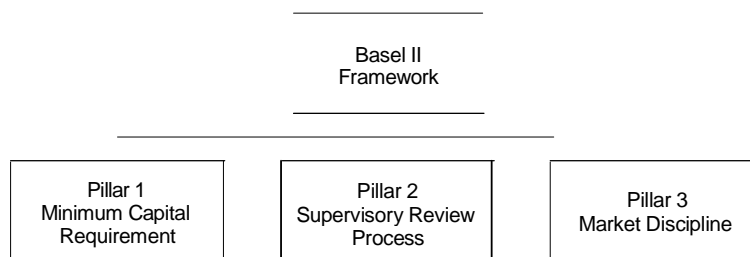 Basel II
Framework
Pillar 1
Minimum Capital
Requirement
Pillar 2
Supervisory Review
Process
Pillar 3
Market Discipline